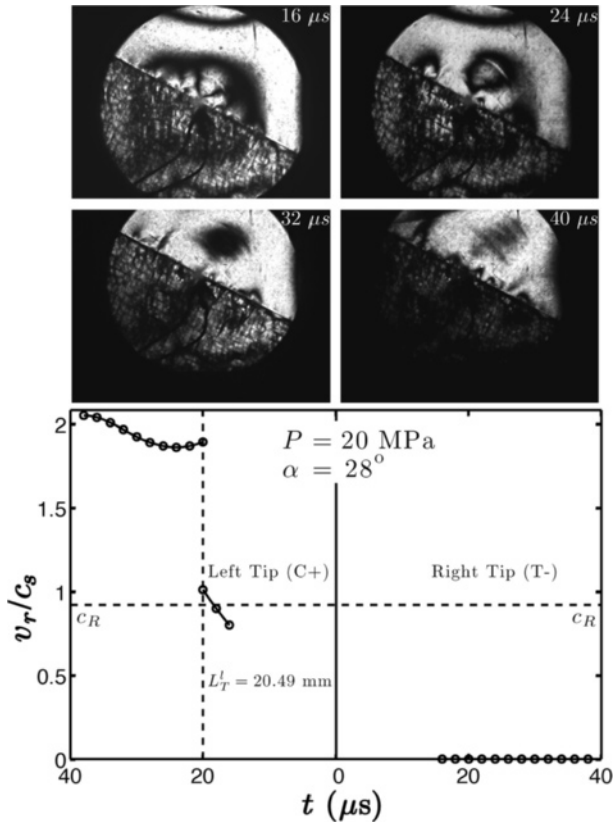 16 μs
24 μs
32 μs
40 μs
P = 20 MPa
α = 28°
2
1.5
1
0.5
0
v_r/c_s
Left Tip (C+)
Right Tip (T-)
c_R
c_R
L_T^l = 20.49 mm
40
20
0
20
40
t (μs)